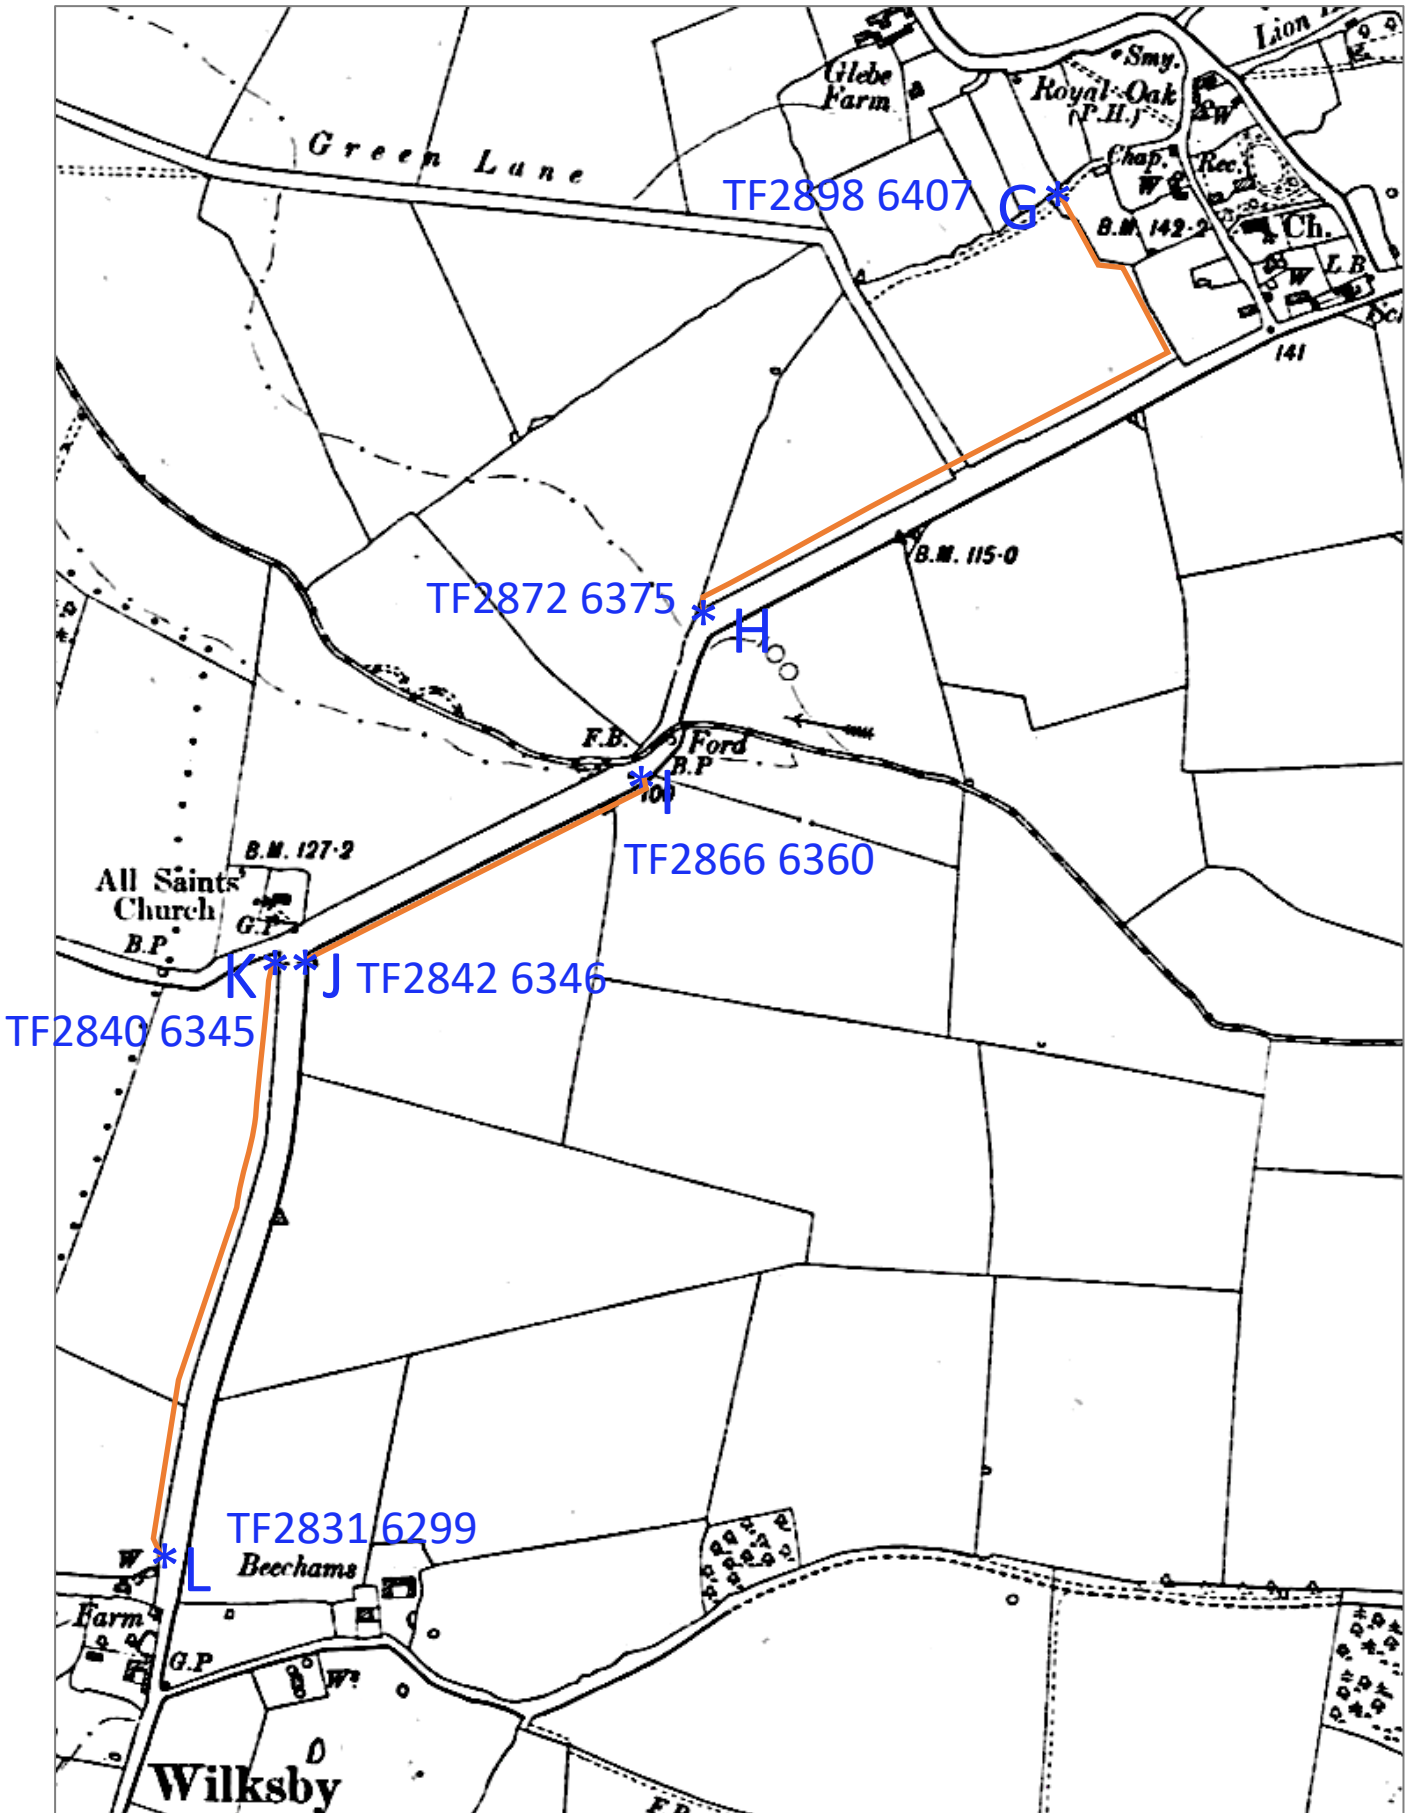 Lion
Smy.
Glebe
Farm
Royal Oak
(P.H.)
W
Green Lane
Chap.
Rec.
W
TF2898 6407
G*
B.M. 142·2
Ch.
W
L.B
141
B.M. 115·0
TF2872 6375
*
H
F.B.
Ford
B.P
*
I
100
TF2866 6360
B.M. 127·2
All Saints'
Church
G.P
B.P
K**J
TF2842 6346
TF2840 6345
TF2831 6299
W
*L
Beechams
Farm
G.P
Ws
Wilksby
F.B